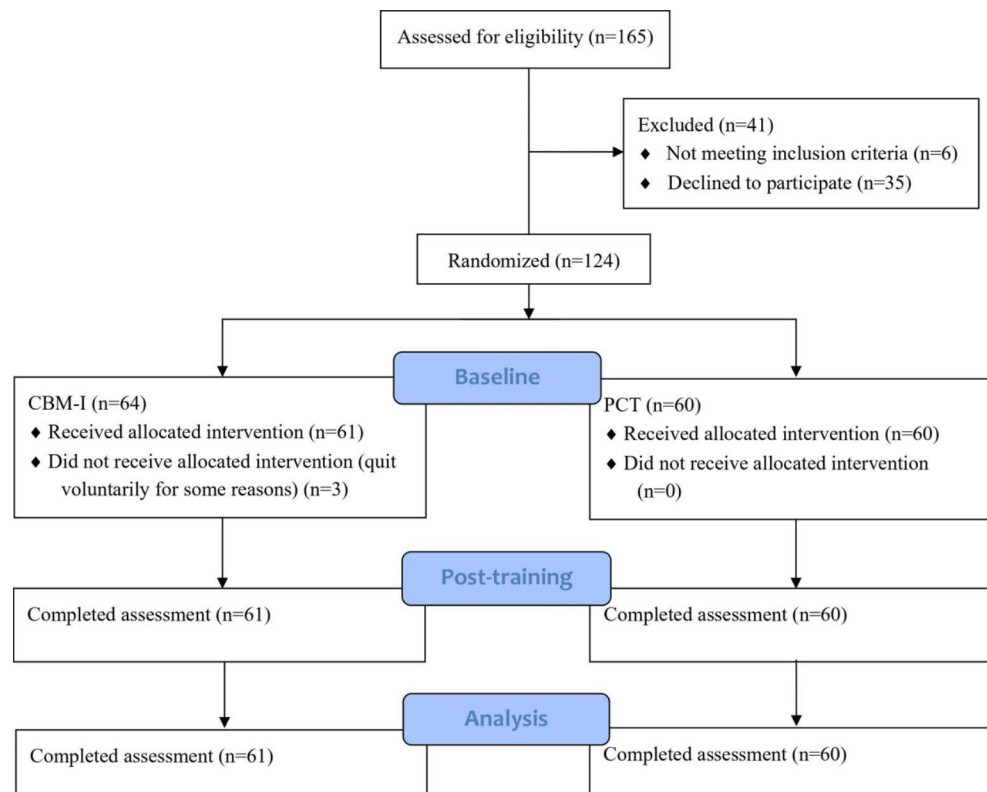 Assessed for eligibility (n=165)
Excluded (n=41)
♦ Not meeting inclusion criteria (n=6)
♦ Declined to participate (n=35)
Randomized (n=124)
Baseline
CBM-I (n=64)
♦ Received allocated intervention (n=61)
♦ Did not receive allocated intervention (quit
voluntarily for some reasons) (n=3)
PCT (n=60)
♦ Received allocated intervention (n=60)
♦ Did not receive allocated intervention
(n=0)
Post-training
Completed assessment (n=61)
Completed assessment (n=60)
Analysis
Completed assessment (n=61)
Completed assessment (n=60)